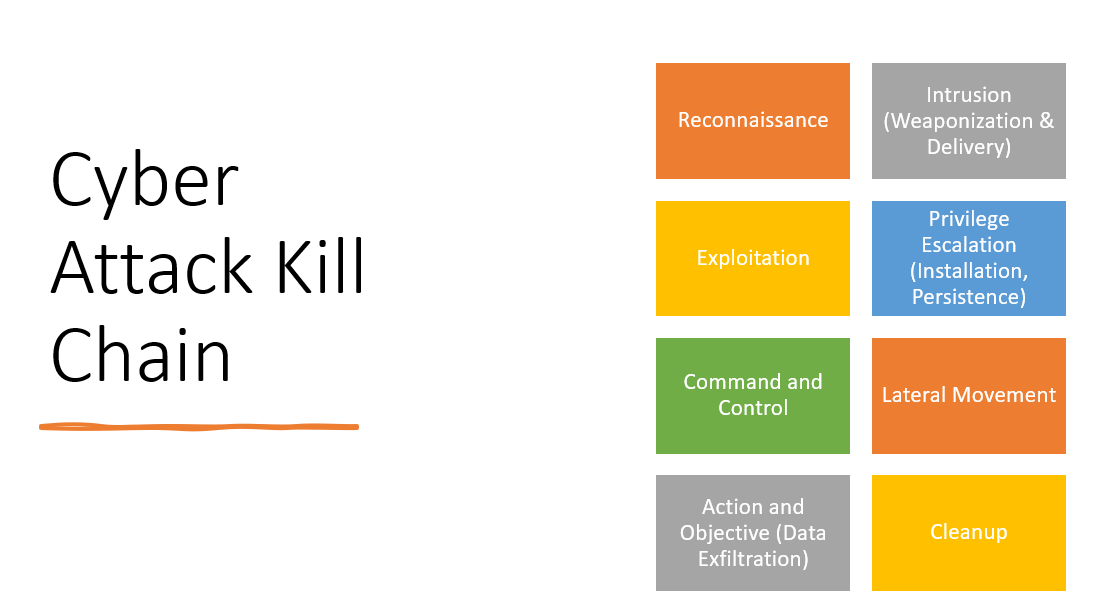 Cyber
Attack Kill
Chain
Reconnaissance
Intrusion
(Weaponization &
Delivery)
Exploitation
Privilege
Escalation
(Installation,
Persistence)
Command and
Control
Lateral Movement
Action and
Objective (Data
Exfiltration)
Cleanup